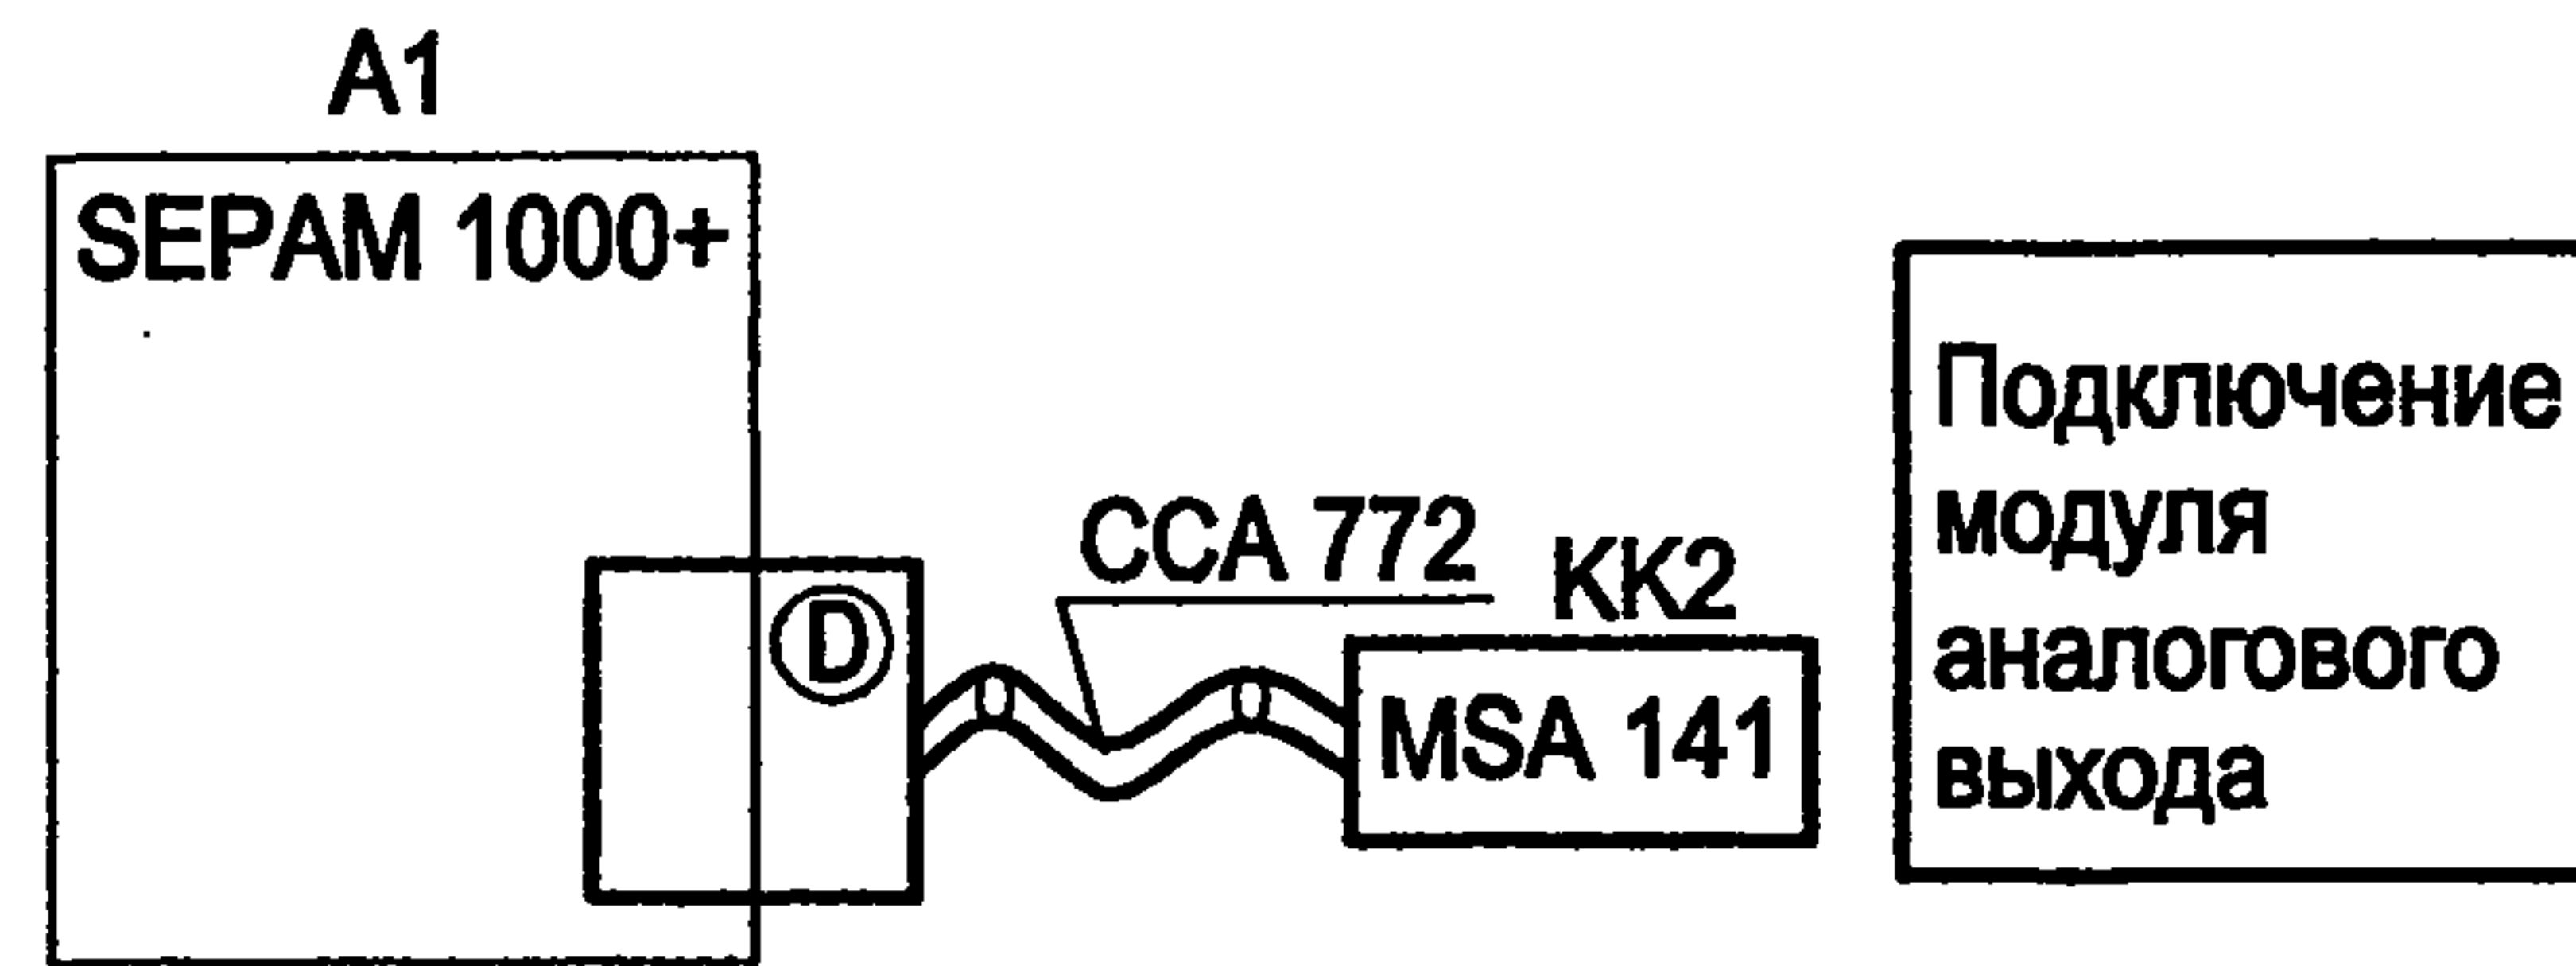 A1
SEPAM 1000+
D
CCA 772
KK2
MSA 141
Подключение
модуля
аналогового
выхода